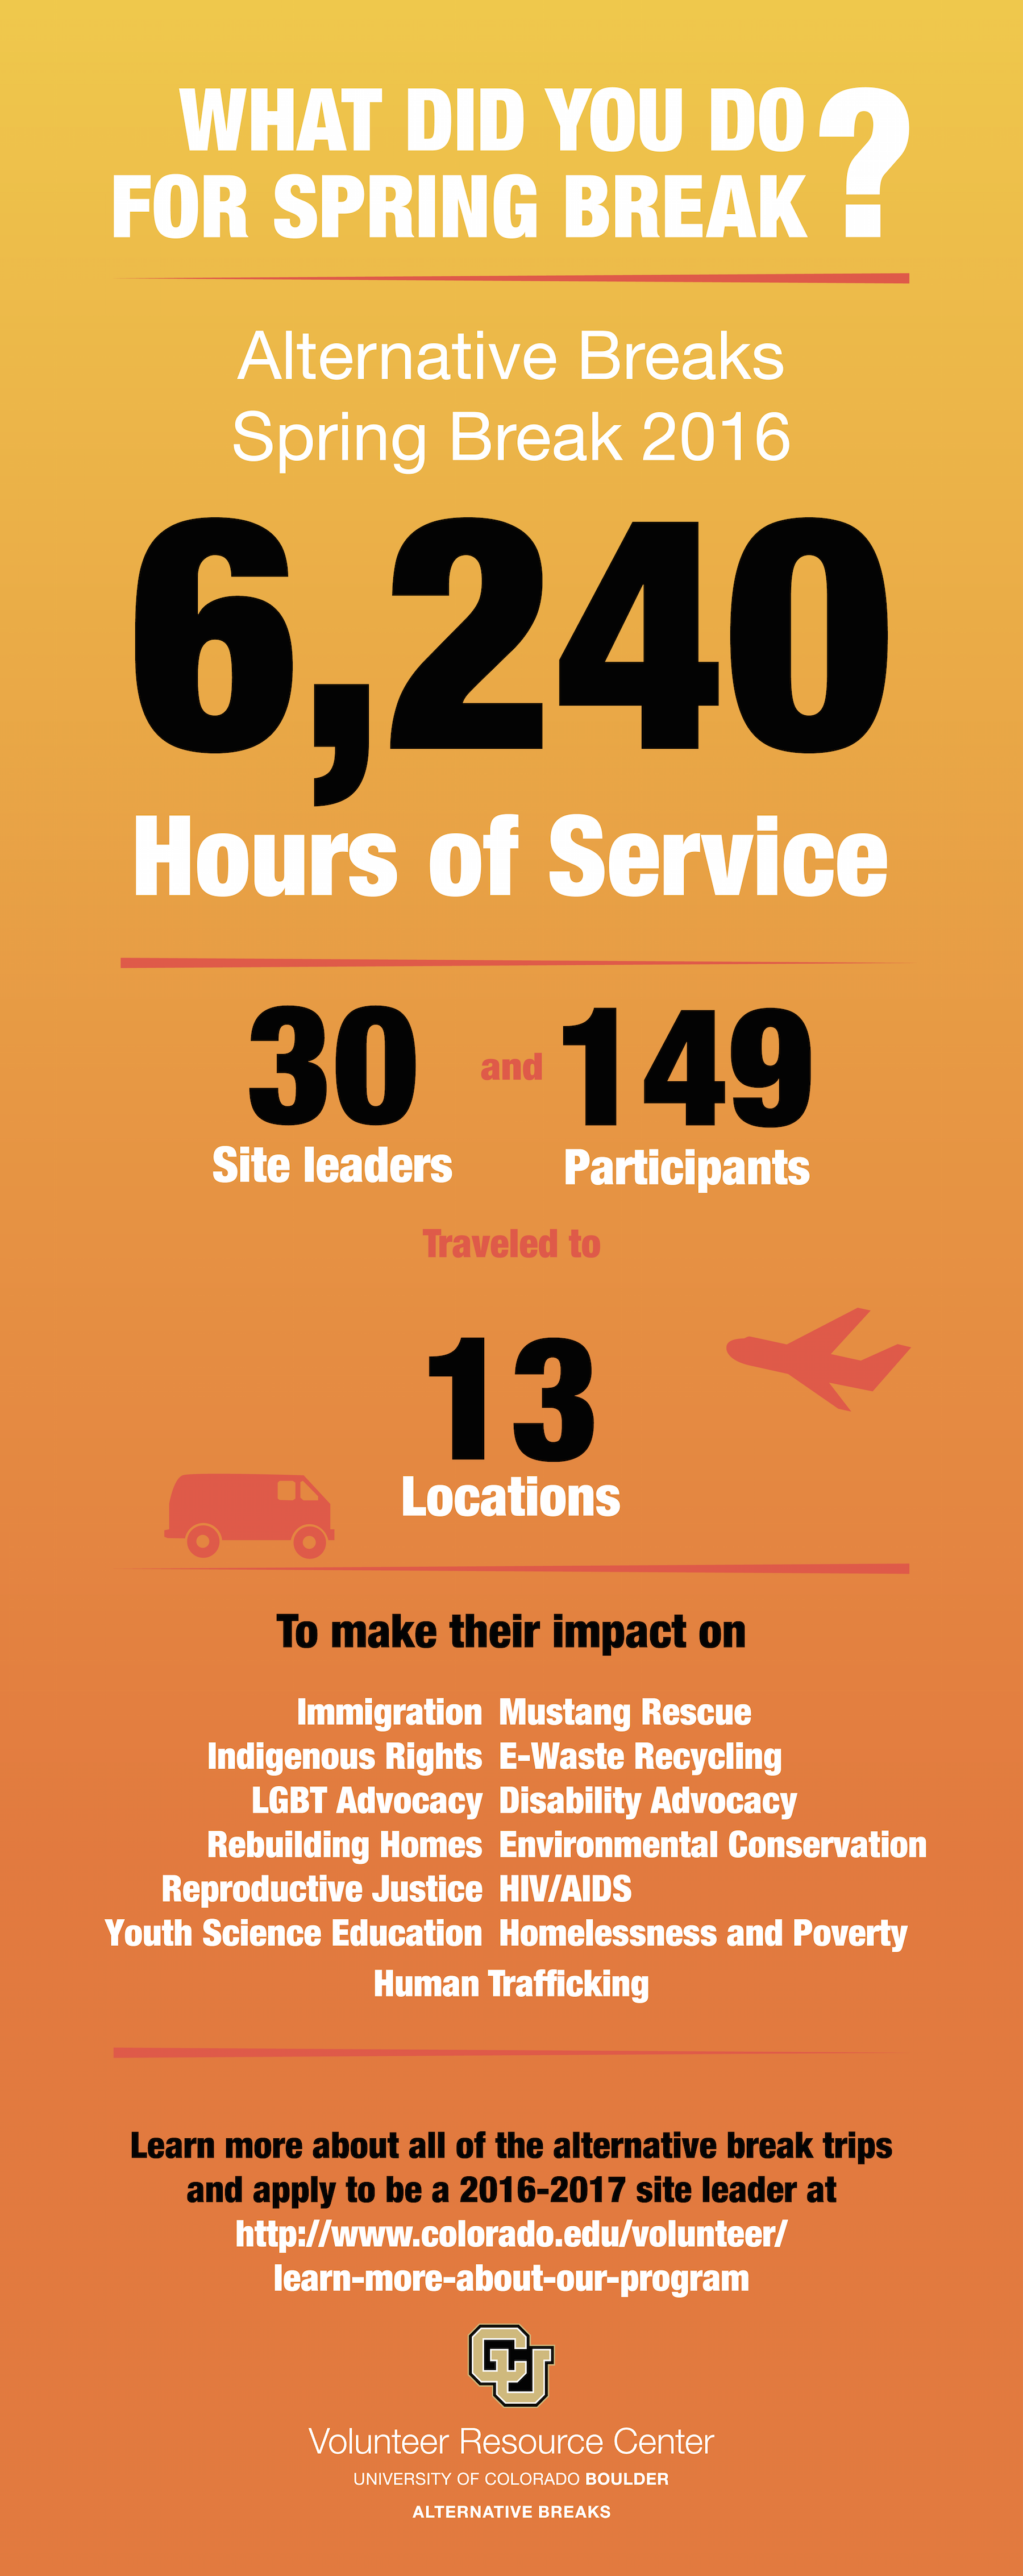 WHAT DID YOU DO
FOR SPRING BREAK?
Alternative Breaks
Spring Break 2016
6,240
Hours of Service
30 and 149
Site leaders Participants
Traveled to
13
Locations
To make their impact on
Immigration Mustang Rescue
Indigenous Rights E-Waste Recycling
LGBT Advocacy Disability Advocacy
Rebuilding Homes Environmental Conservation
Reproductive Justice HIV/AIDS
Youth Science Education Homelessness and Poverty
Human Trafficking
Learn more about all of the alternative break trips
and apply to be a 2016-2017 site leader at
http://www.colorado.edu/volunteer/
learn-more-about-our-program
CU
Volunteer Resource Center
UNIVERSITY OF COLORADO BOULDER
ALTERNATIVE BREAKS